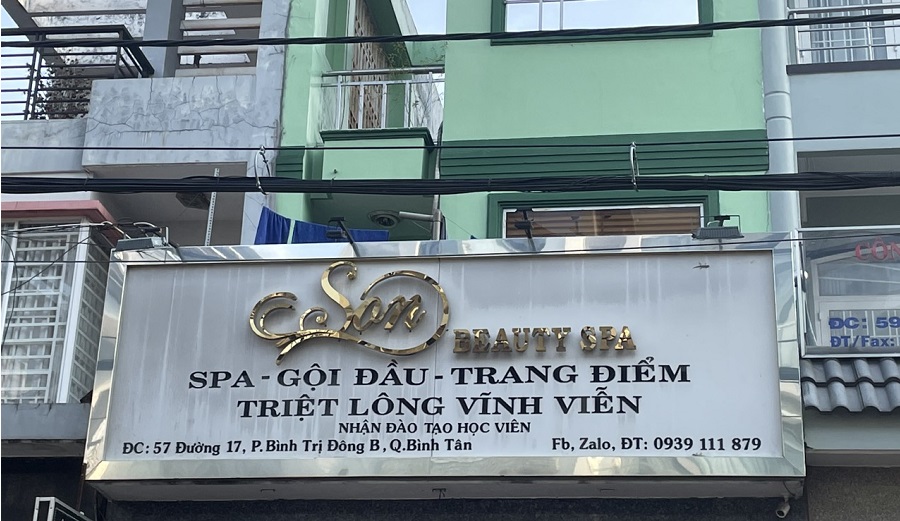 Son
BEAUTY SPA
SPA - GỘI ĐẦU - TRANG ĐIỂM
TRIỆT LÔNG VĨNH VIỄN
NHẬN ĐÀO TẠO HỌC VIÊN
ĐC: 57 Đường 17, P. Bình Trị Đông B, Q. Bình Tân
Fb, Zalo, ĐT: 0939 111 879
ĐC: 59
ĐT/Fax: